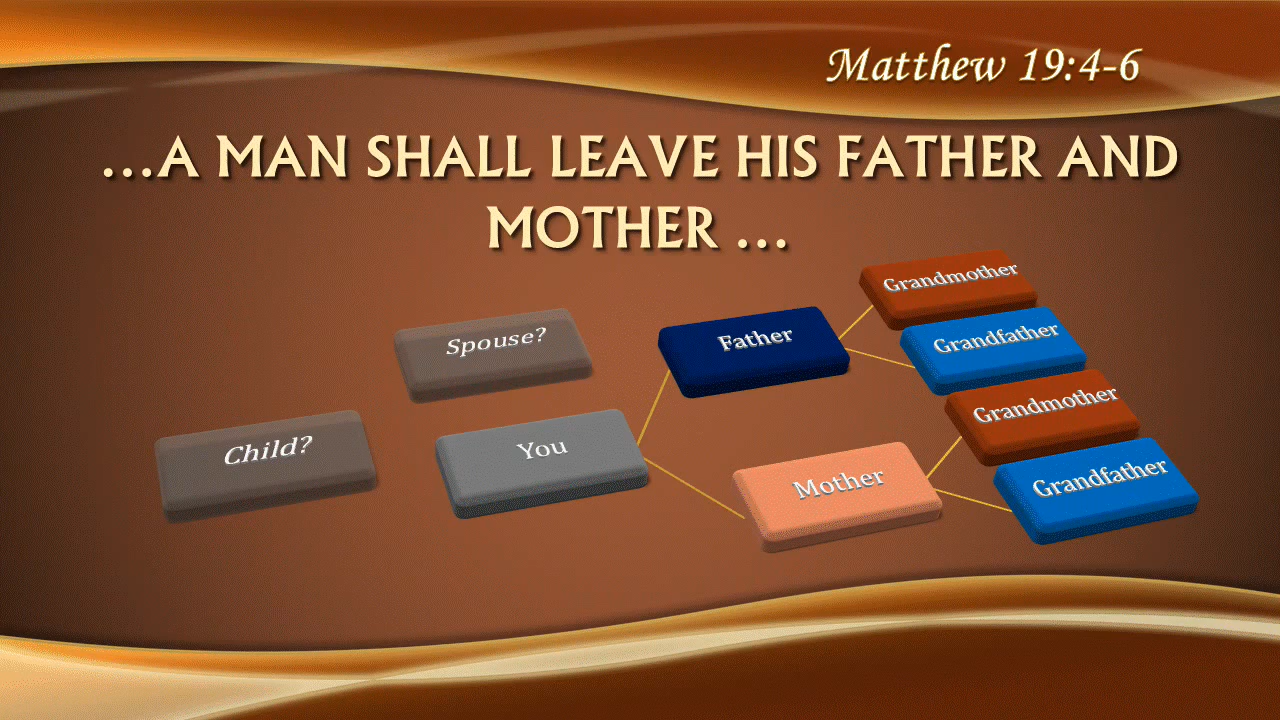 Matthew 19:4-6
…A MAN SHALL LEAVE HIS FATHER AND
MOTHER …
Grandmother
Spouse?
Father
Grandfather
Grandmother
Child?
You
Mother
Grandfather